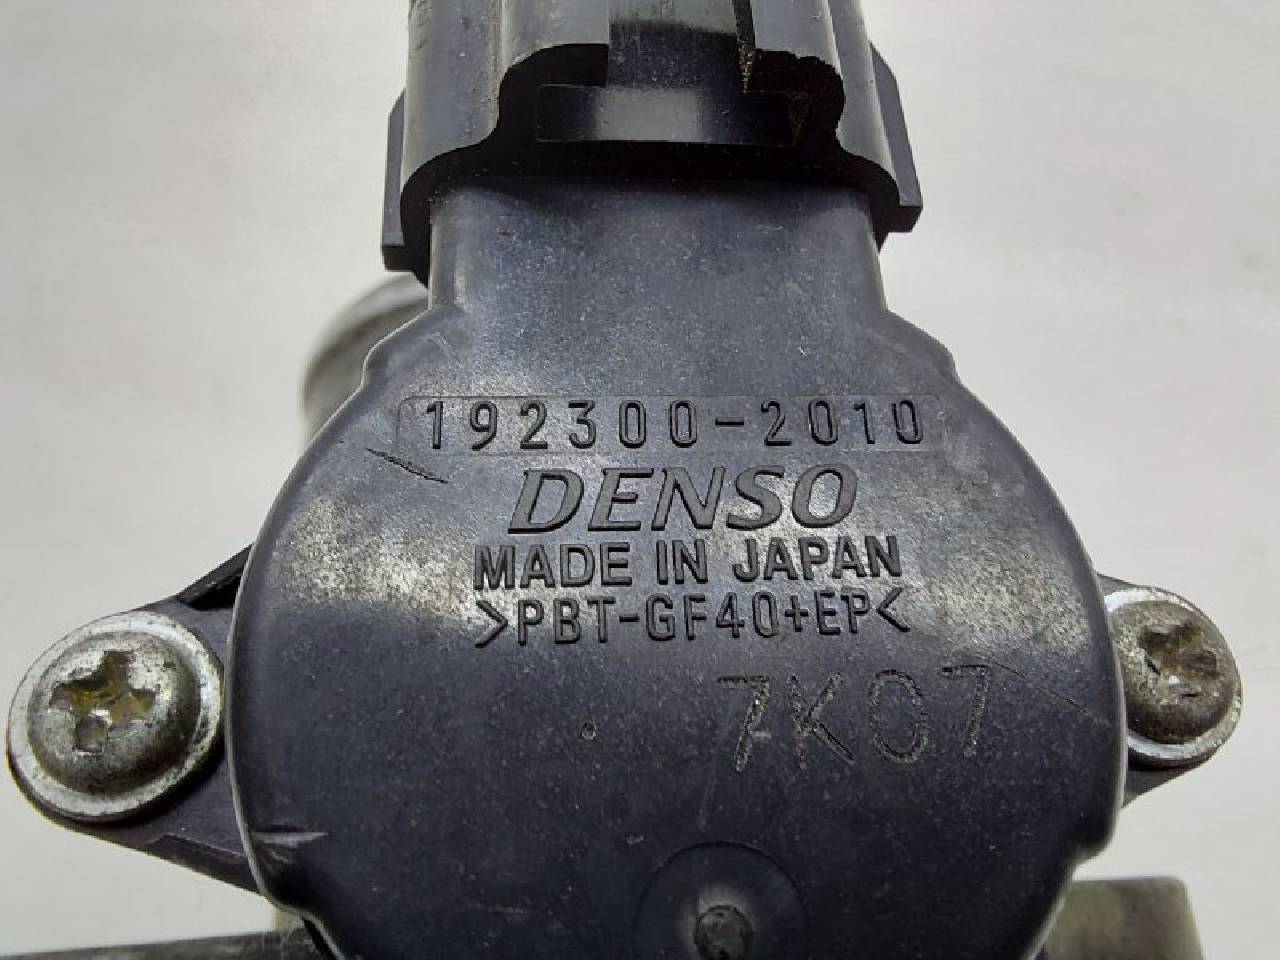 192300-2010
DENSO
MADE IN JAPAN
>PBT-GF40+EP<
7K07